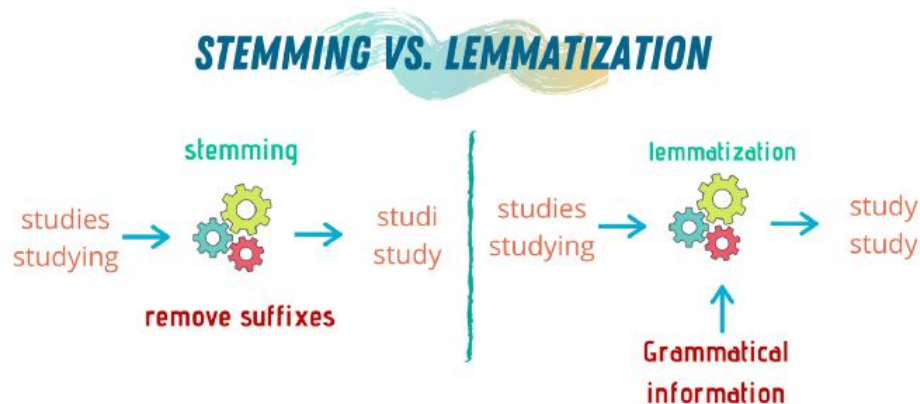 STEMMING VS. LEMMATIZATION
stemming
studies
studying
studi
study
remove suffixes
lemmatization
studies
studying
study
study
Grammatical
information